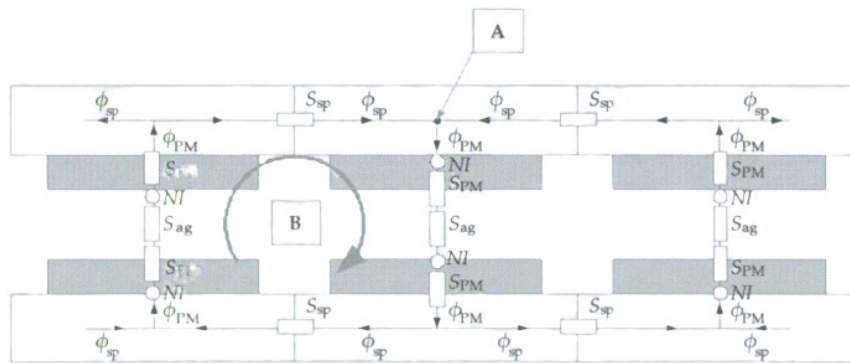 A
ϕsp Ssp ϕsp ϕsp Ssp ϕsp
ϕPM ϕPM ϕPM
S NI SPM
SPM
NI NI
Sag B Sag Sag
NI
S SPM SPM
NI NI
Ssp ϕPM ϕPM Ssp ϕPM
ϕsp ϕsp ϕsp ϕsp